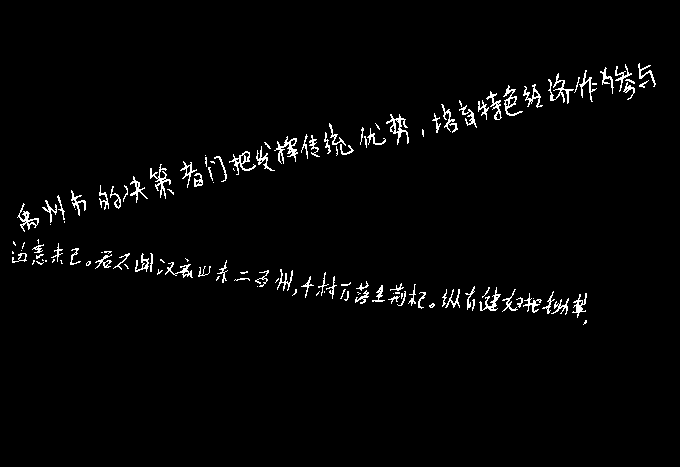 禹州市的决策者们把发挥传统优势，培育特色经济作为参与
边意未已。君不闻汉家山东二百州，千村万落生荆杞。纵有健妇把锄犁，